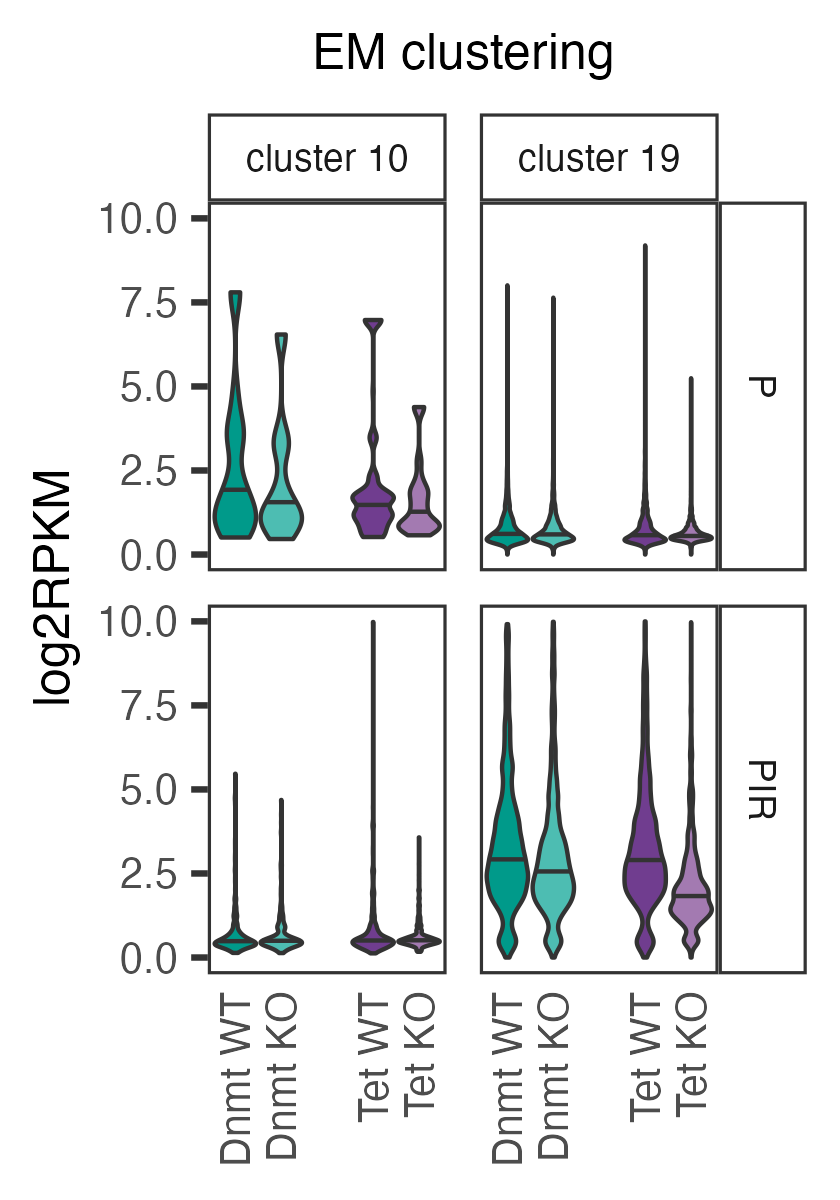 EM clustering
cluster 10
cluster 19
log2RPKM
10.0
7.5
5.0
2.5
0.0
P
10.0
7.5
5.0
2.5
0.0
PIR
Dnmt WT
Dnmt KO
Tet WT
Tet KO
Dnmt WT
Dnmt KO
Tet WT
Tet KO